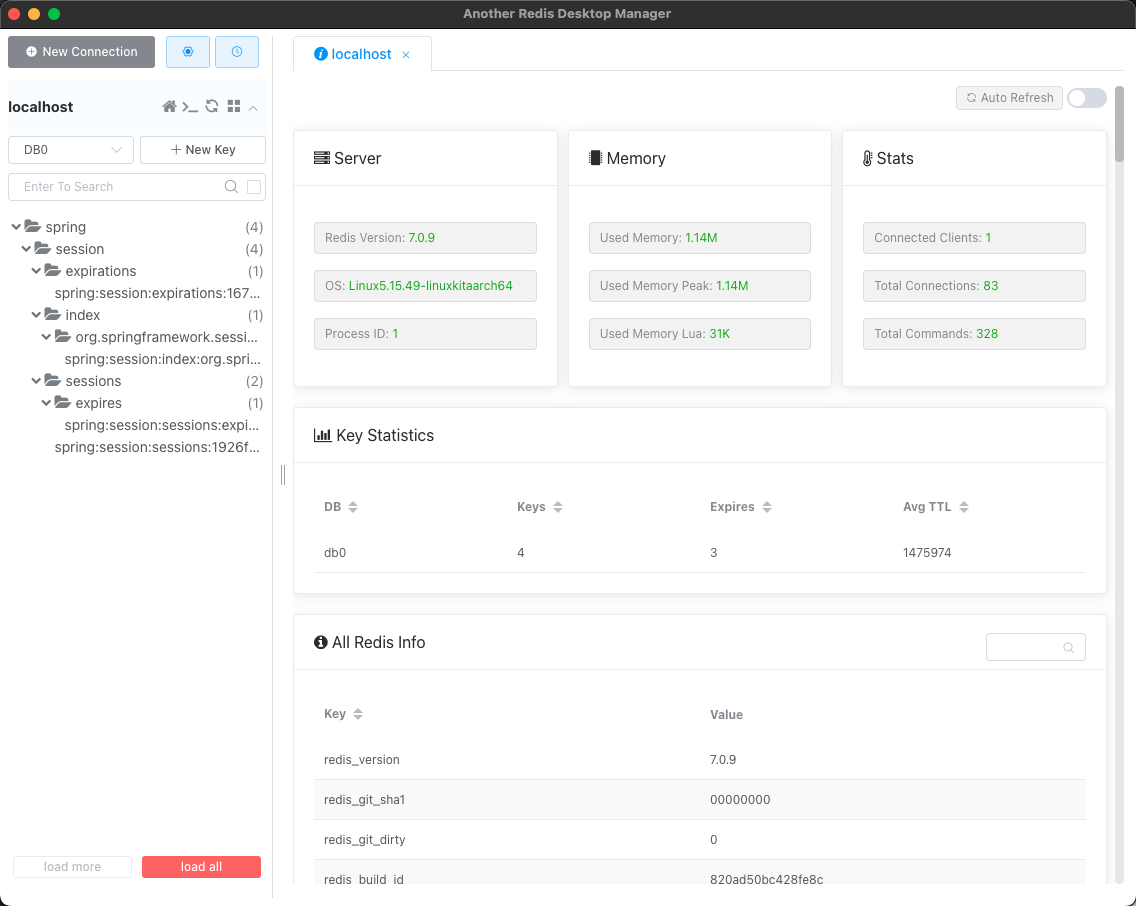 Another Redis Desktop Manager
New Connection
localhost
DB0
New Key
Enter To Search
spring (4)
session (4)
expirations (1)
spring:session:expirations:167...
index (1)
org.springframework.sessi...
spring:session:index:org.spri...
sessions (2)
expires (1)
spring:session:sessions:expi...
spring:session:sessions:1926f...
load more load all
localhost
Auto Refresh
Server
Redis Version: 7.0.9
OS: Linux5.15.49-linuxkitaarch64
Process ID: 1
Memory
Used Memory: 1.14M
Used Memory Peak: 1.14M
Used Memory Lua: 31K
Stats
Connected Clients: 1
Total Connections: 83
Total Commands: 328
Key Statistics
DB Keys Expires Avg TTL
db0 4 3 1475974
All Redis Info
Key Value
redis_version 7.0.9
redis_git_sha1 00000000
redis_git_dirty 0
redis_build_id 820ad50bc428fe8c